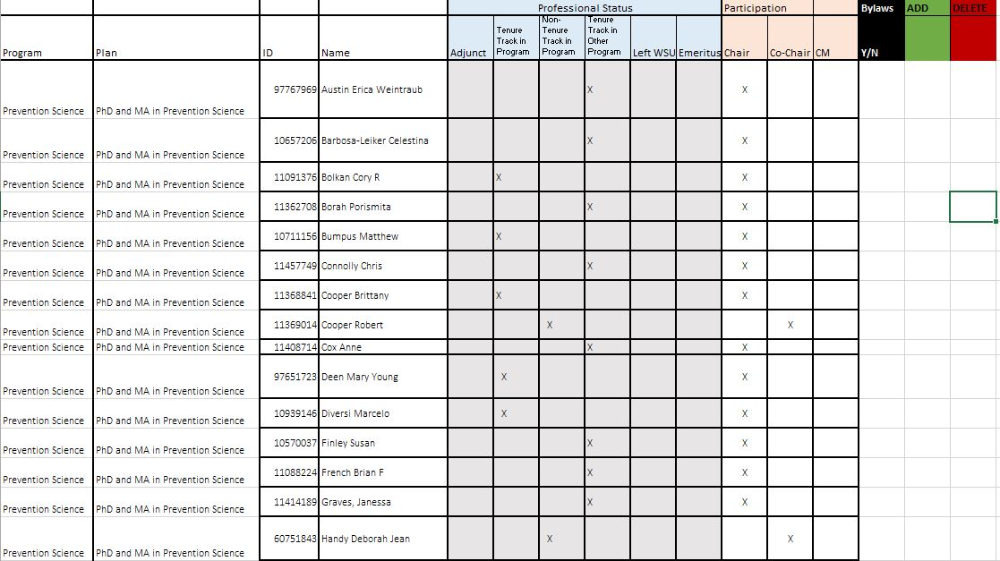 Professional Status Participation Bylaws ADD DELETE
Program Plan ID Name Adjunct Tenure Track in Program Non-Tenure Track in Program Tenure Track in Other Program Left WSU Emeritus Chair Co-Chair CM Y/N
Prevention Science PhD and MA in Prevention Science 97767969 Austin Erica Weintraub X X
Prevention Science PhD and MA in Prevention Science 10657206 Barbosa-Leiker Celestina X X
Prevention Science PhD and MA in Prevention Science 11091376 Bolkan Cory R X X
Prevention Science PhD and MA in Prevention Science 11362708 Borah Porismita X X
Prevention Science PhD and MA in Prevention Science 10711156 Bumpus Matthew X X
Prevention Science PhD and MA in Prevention Science 11457749 Connolly Chris X X
Prevention Science PhD and MA in Prevention Science 11368841 Cooper Brittany X X
Prevention Science PhD and MA in Prevention Science 11369014 Cooper Robert X X
Prevention Science PhD and MA in Prevention Science 11408714 Cox Anne X X
Prevention Science PhD and MA in Prevention Science 97651723 Deen Mary Young X X
Prevention Science PhD and MA in Prevention Science 10939146 Diversi Marcelo X X
Prevention Science PhD and MA in Prevention Science 10570037 Finley Susan X X
Prevention Science PhD and MA in Prevention Science 11088224 French Brian F X X
Prevention Science PhD and MA in Prevention Science 11414189 Graves, Janessa X X
Prevention Science PhD and MA in Prevention Science 60751843 Handy Deborah Jean X X